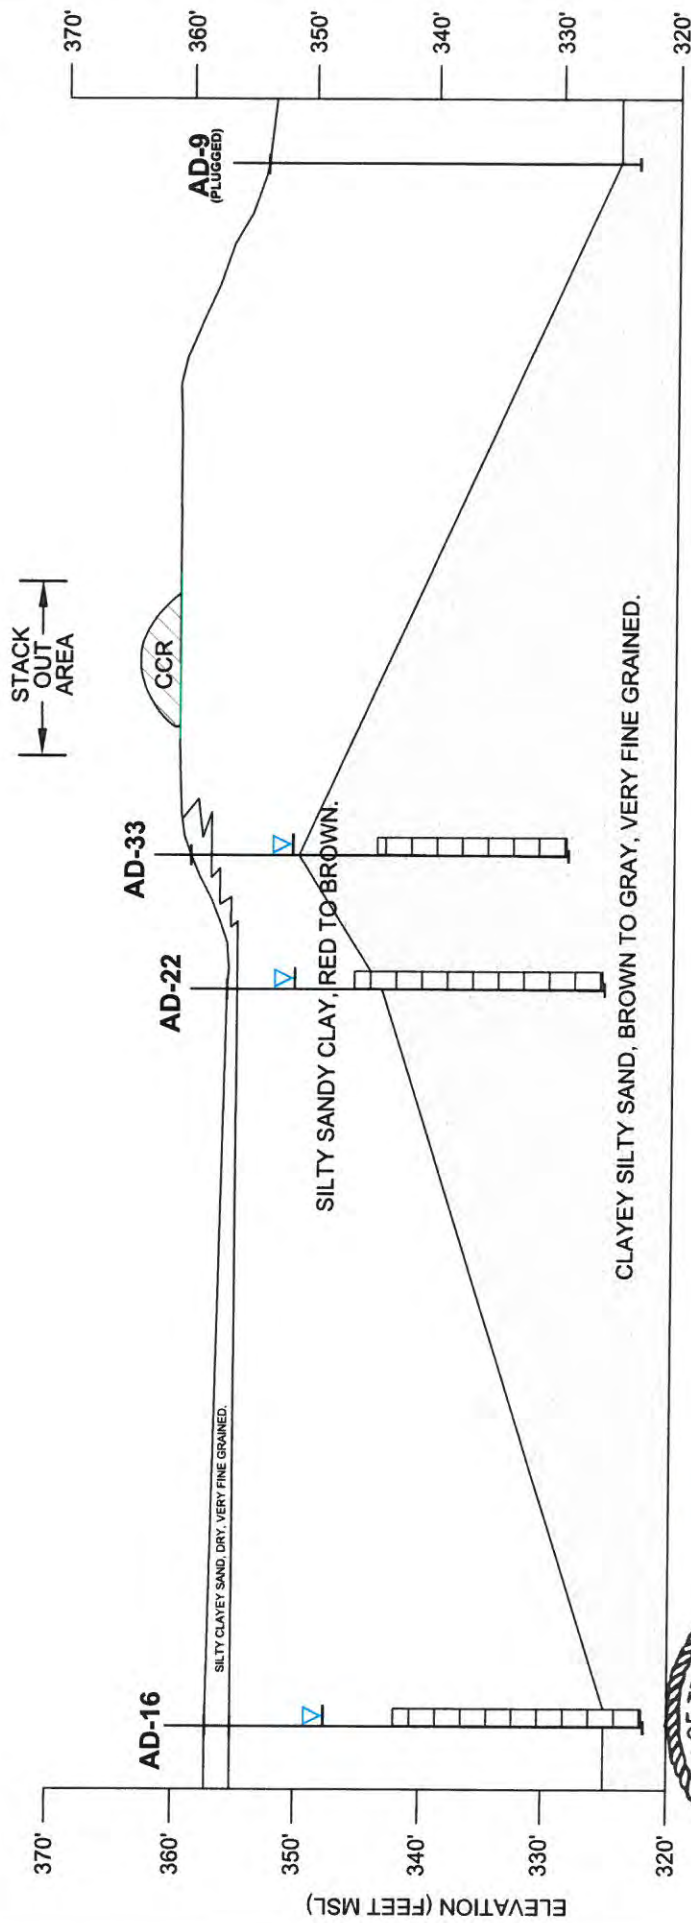 STACK
OUT
AREA
CCR
AD-16
AD-22
AD-33
AD-9
(PLUGGED)
370'
360'
350'
340'
330'
320'
ELEVATION (FEET MSL)
370'
360'
350'
340'
330'
320'
SILTY CLAYEY SAND, DRY, VERY FINE GRAINED.
SILTY SANDY CLAY, RED TO BROWN.
CLAYEY SILTY SAND, BROWN TO GRAY, VERY FINE GRAINED.